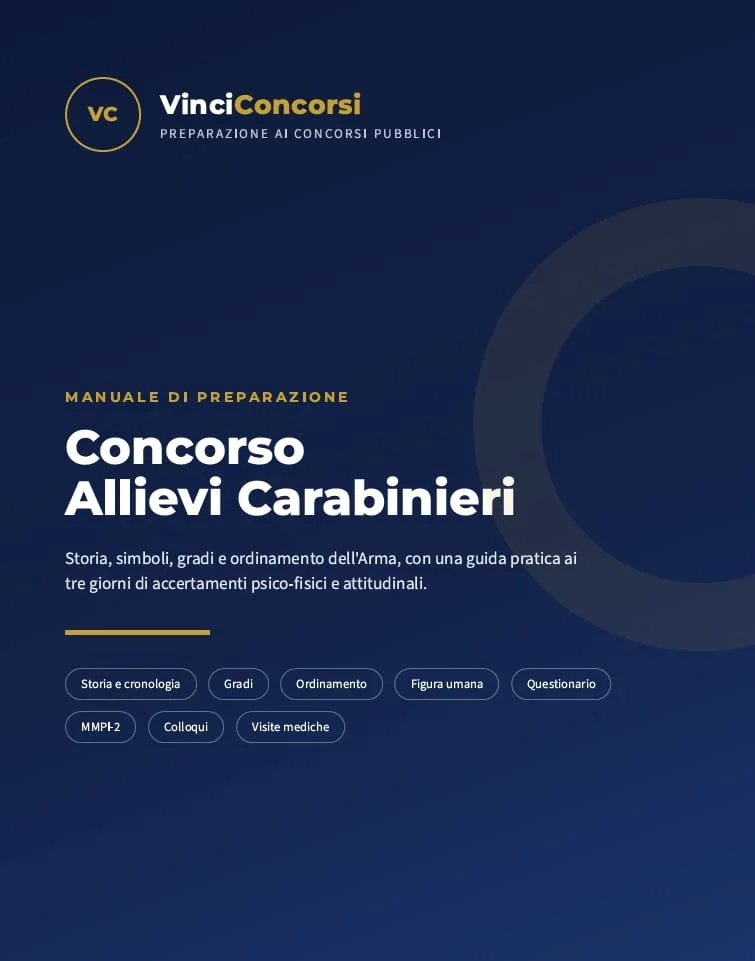 VC
VinciConcorsi
PREPARAZIONE AI CONCORSI PUBBLICI
MANUALE DI PREPARAZIONE
Concorso
Allievi Carabinieri
Storia, simboli, gradi e ordinamento dell'Arma, con una guida pratica ai
tre giorni di accertamenti psico-fisici e attitudinali.
Storia e cronologia Gradi Ordinamento Figura umana Questionario
MMPI-2 Colloqui Visite mediche